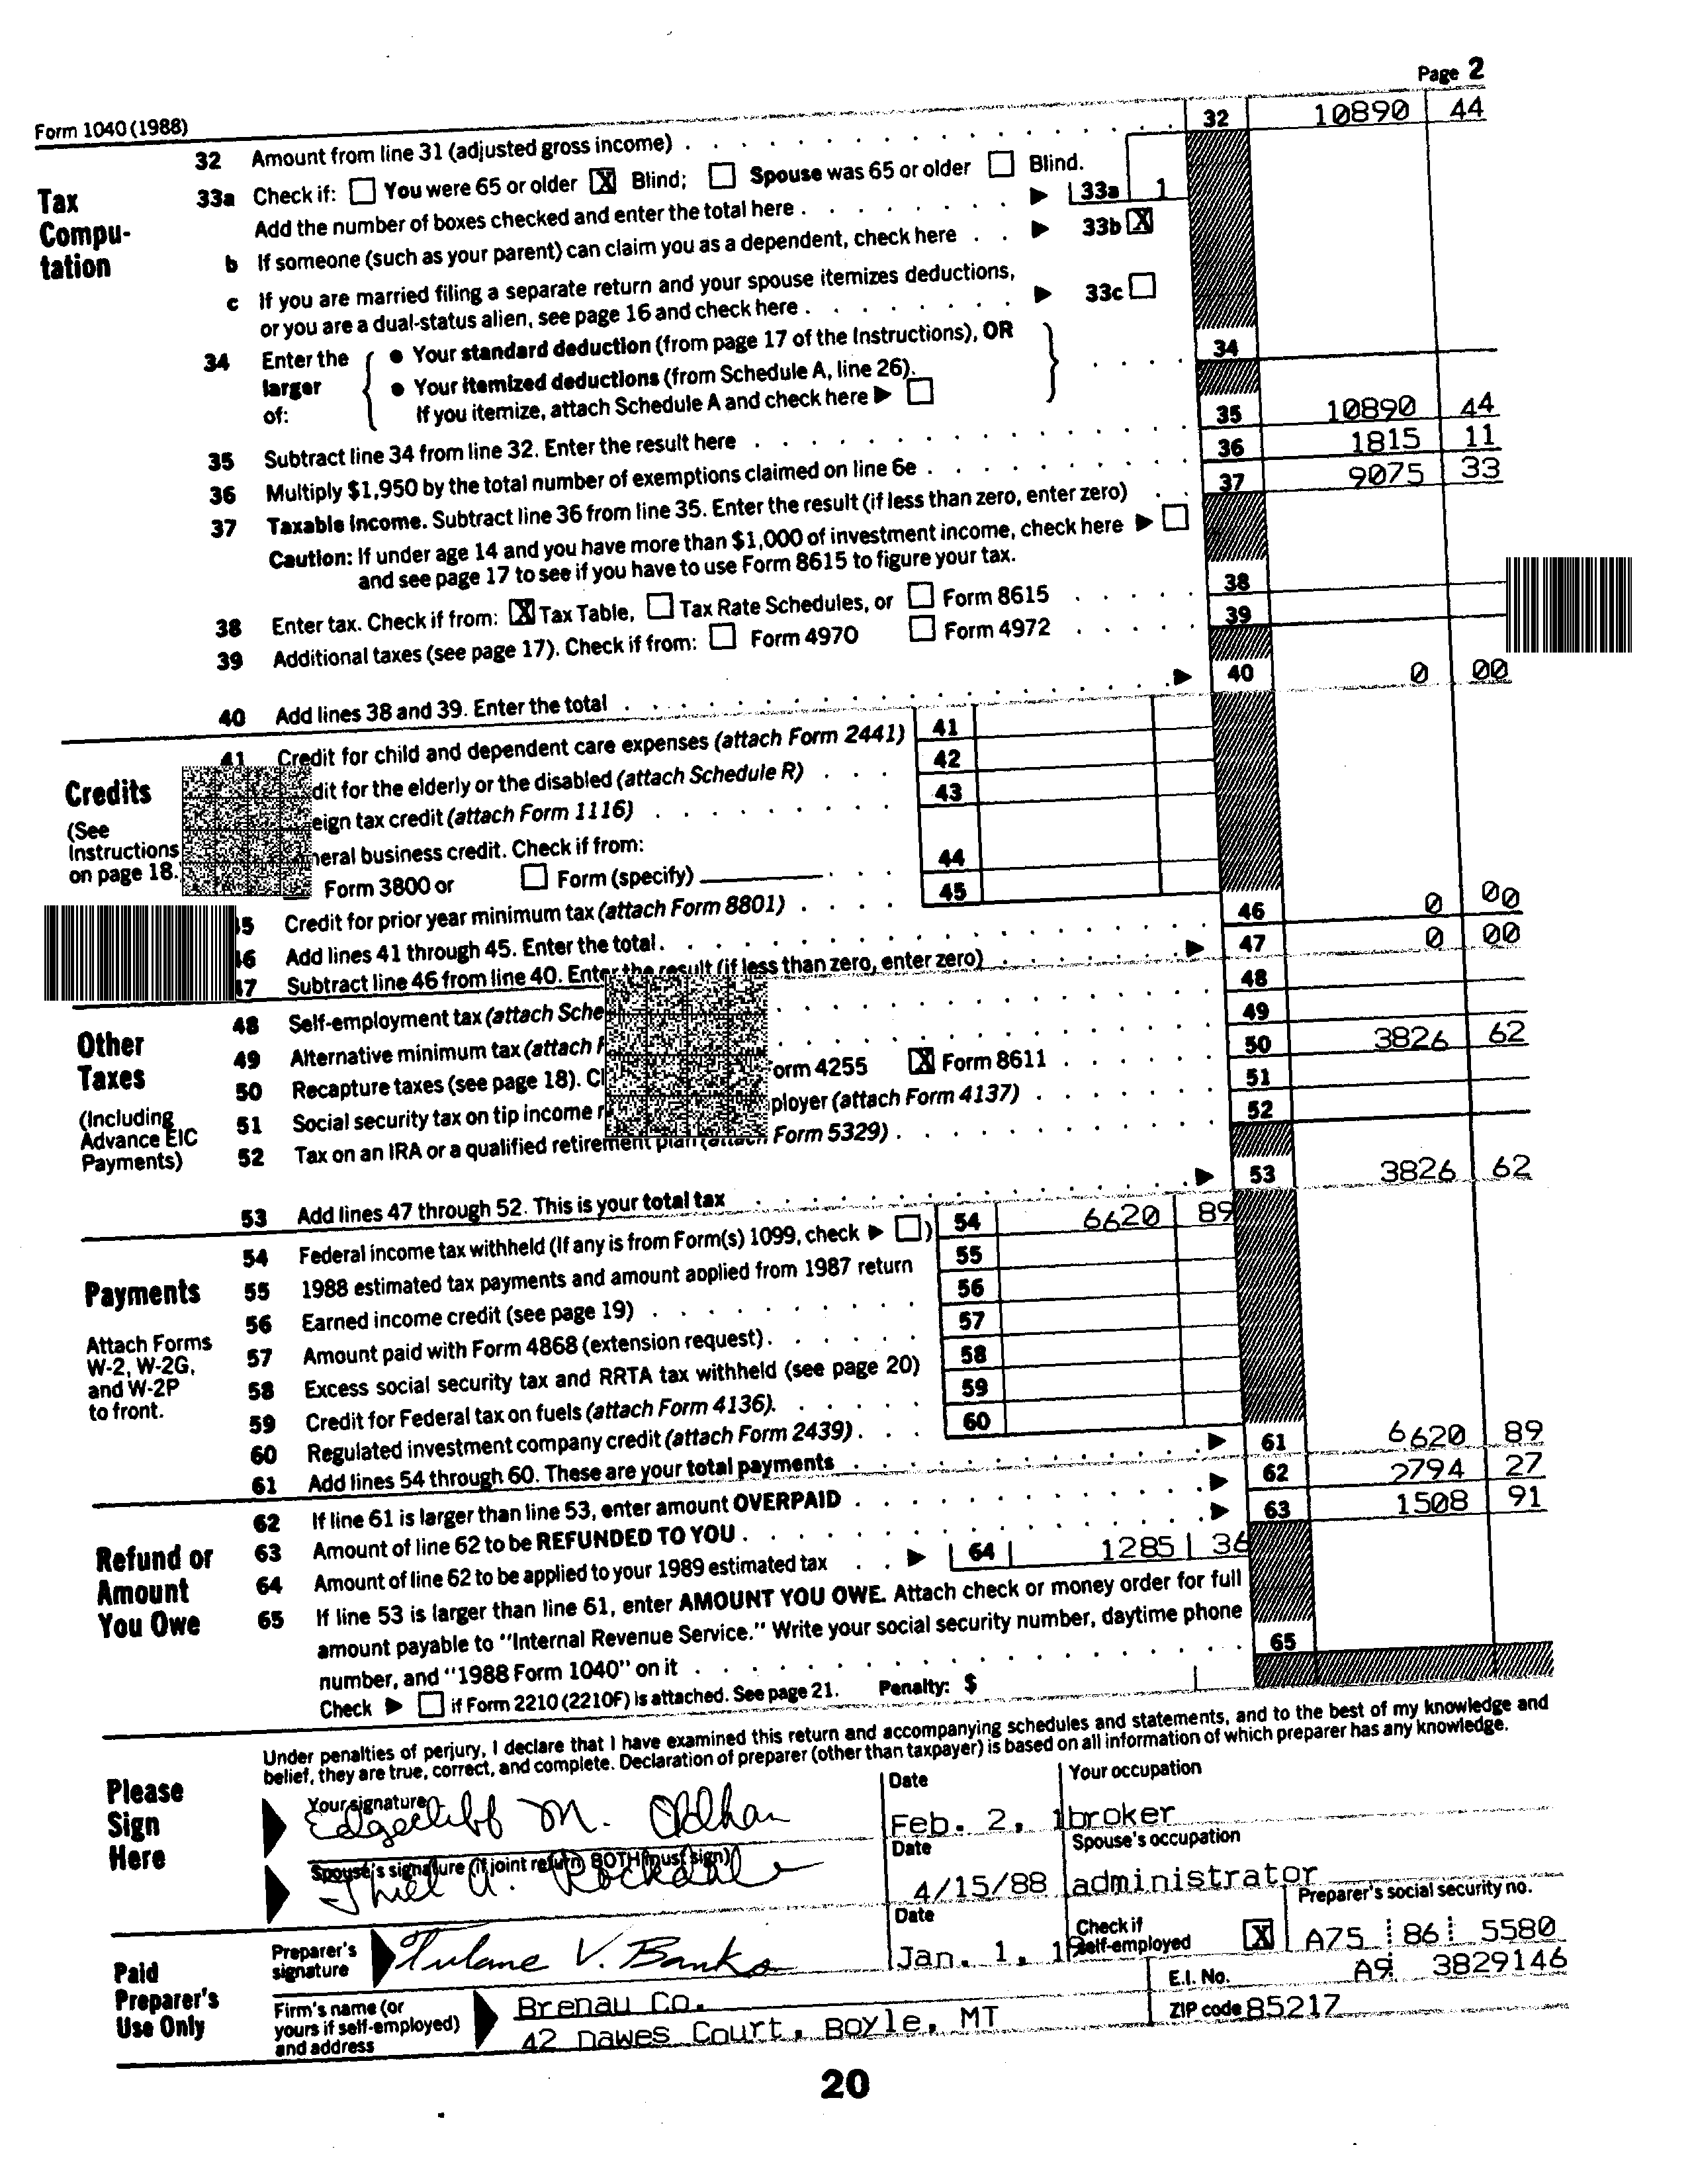 Page 2
Form 1040 (1988)
32 Amount from line 31 (adjusted gross income) 32 10890 44
Tax Compu-tation
33a Check if: You were 65 or older X Blind; Spouse was 65 or older Blind.
Add the number of boxes checked and enter the total here 33a 1
b If someone (such as your parent) can claim you as a dependent, check here 33b X
c If you are married filing a separate return and your spouse itemizes deductions,
or you are a dual-status alien, see page 16 and check here 33c
34 Enter the larger of: { • Your standard deduction (from page 17 of the Instructions), OR
• Your itemized deductions (from Schedule A, line 26).
If you itemize, attach Schedule A and check here } 34
35 Subtract line 34 from line 32. Enter the result here 35 10890 44
36 Multiply $1,950 by the total number of exemptions claimed on line 6e 36 1815 11
37 Taxable income. Subtract line 36 from line 35. Enter the result (if less than zero, enter zero) 37 9075 33
Caution: If under age 14 and you have more than $1,000 of investment income, check here
and see page 17 to see if you have to use Form 8615 to figure your tax.
38 Enter tax. Check if from: X Tax Table, Tax Rate Schedules, or Form 8615 38
39 Additional taxes (see page 17). Check if from: Form 4970 Form 4972 39
40 Add lines 38 and 39. Enter the total 40 0 00
Credits
(See Instructions on page 18.
41 Credit for child and dependent care expenses (attach Form 2441) 41
dit for the elderly or the disabled (attach Schedule R) 42
eign tax credit (attach Form 1116) 43
neral business credit. Check if from:
Form 3800 or Form (specify) 44
45 Credit for prior year minimum tax (attach Form 8801) 45
46 Add lines 41 through 45. Enter the total 46 0 00
47 Subtract line 46 from line 40. Enter the result (if less than zero, enter zero) 47 0 00
Other Taxes
(Including Advance EIC Payments)
48 Self-employment tax (attach Sche 48
49 Alternative minimum tax (attach F 49
50 Recapture taxes (see page 18). C orm 4255 X Form 8611 50 3826 62
51 Social security tax on tip income ployer (attach Form 4137) 51
52 Tax on an IRA or a qualified retirement plan (attach Form 5329) 52
53 Add lines 47 through 52. This is your total tax 53 3826 62
Payments
Attach Forms W-2, W-2G, and W-2P to front.
54 Federal income tax withheld (If any is from Form(s) 1099, check ) 54 6620 89
55 1988 estimated tax payments and amount applied from 1987 return 55
56 Earned income credit (see page 19) 56
57 Amount paid with Form 4868 (extension request) 57
58 Excess social security tax and RRTA tax withheld (see page 20) 58
59 Credit for Federal tax on fuels (attach Form 4136) 59
60 Regulated investment company credit (attach Form 2439) 60
61 Add lines 54 through 60. These are your total payments 61 6620 89
Refund or Amount You Owe
62 If line 61 is larger than line 53, enter amount OVERPAID 62 2794 27
63 Amount of line 62 to be REFUNDED TO YOU 63 1508 91
64 Amount of line 62 to be applied to your 1989 estimated tax 64 1285 36
65 If line 53 is larger than line 61, enter AMOUNT YOU OWE. Attach check or money order for full
amount payable to "Internal Revenue Service." Write your social security number, daytime phone
number, and "1988 Form 1040" on it 65
Check if Form 2210 (2210F) is attached. See page 21. Penalty: $
Please Sign Here
Under penalties of perjury, I declare that I have examined this return and accompanying schedules and statements, and to the best of my knowledge and
belief, they are true, correct, and complete. Declaration of preparer (other than taxpayer) is based on all information of which preparer has any knowledge.
Your signature Date Your occupation
Edgecliff M. Oldhan Feb. 2, 1 broker
Spouse's signature (if joint return, BOTH must sign) Date Spouse's occupation
Thiel A. Rockdale 4/15/88 administrator
Paid Preparer's Use Only
Preparer's signature Tulane V. Banks Date Jan. 1, 19 Check if self-employed X Preparer's social security no. A75 86 5580
Firm's name (or yours if self-employed) and address
Brenau Co. E.I. No. A9 3829146
42 Dawes Court, Boyle, MT ZIP code 85217
20